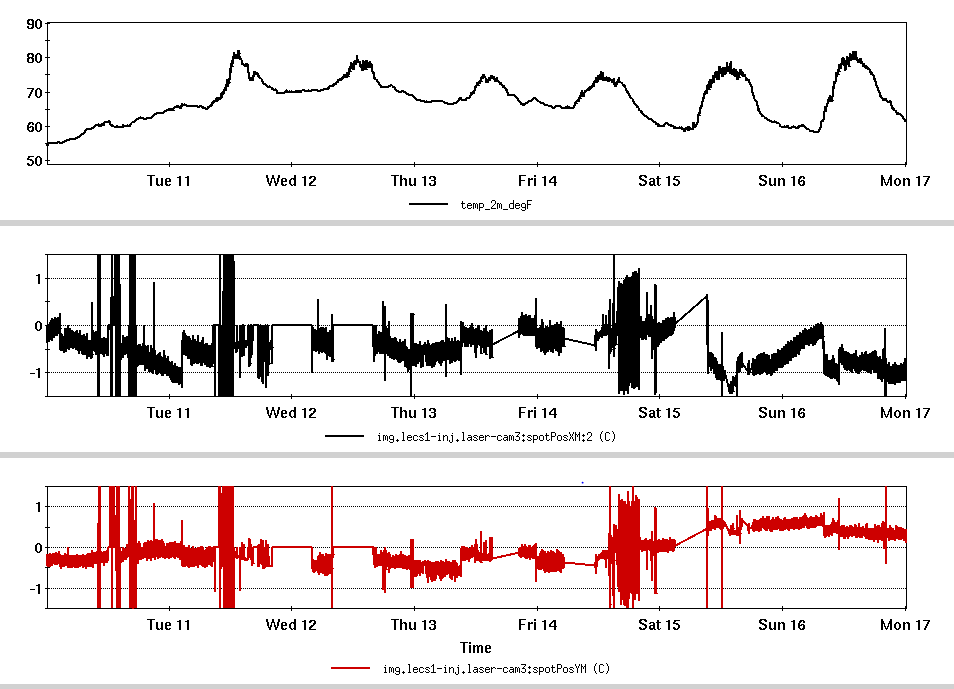 90
80
70
60
50
Tue 11 Wed 12 Thu 13 Fri 14 Sat 15 Sun 16 Mon 17
temp_2m_degF
1
0
-1
Tue 11 Wed 12 Thu 13 Fri 14 Sat 15 Sun 16 Mon 17
img.lecs1-inj.laser-cam3:spotPosXM:2 (C)
1
0
-1
Tue 11 Wed 12 Thu 13 Fri 14 Sat 15 Sun 16 Mon 17
Time
img.lecs1-inj.laser-cam3:spotPosYM (C)